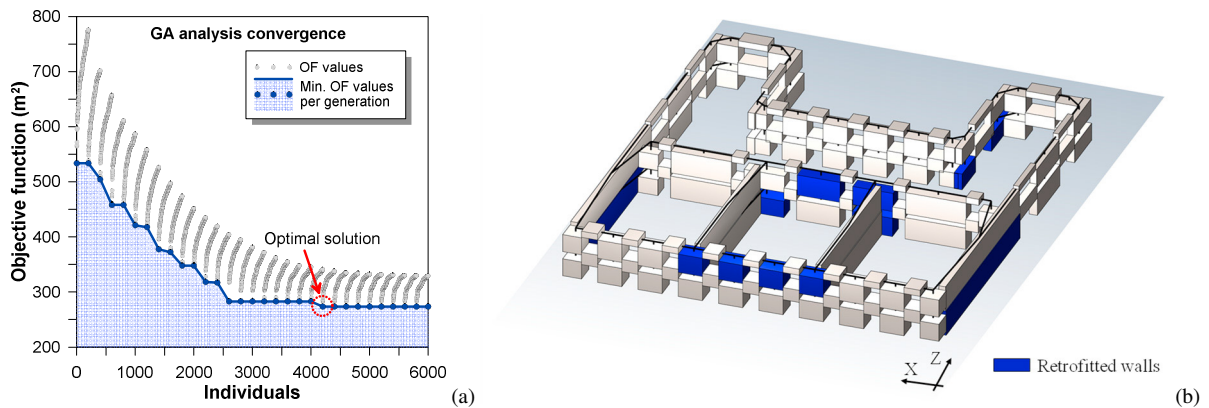 GA analysis convergence
OF values
Min. OF values
per generation
Optimal solution
Objective function (m²)
800
700
600
500
400
300
200
0 1000 2000 3000 4000 5000 6000
Individuals
(a)
X
Z
Retrofitted walls
(b)